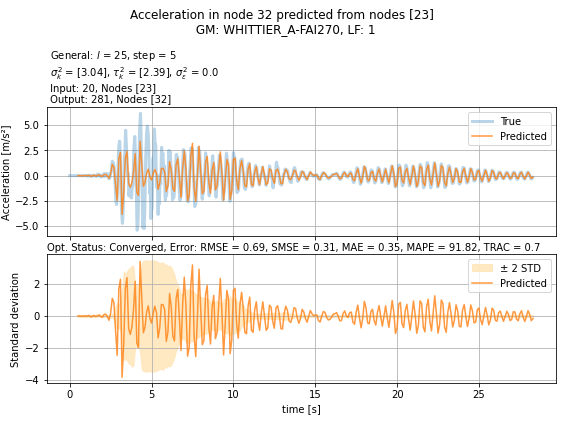 Acceleration in node 32 predicted from nodes [23]
GM: WHITTIER_A-FAI270, LF: 1
General: l = 25, step = 5
σ²ₖ = [3.04], τ²ₖ = [2.39], σ²ε = 0.0
Input: 20, Nodes [23]
Output: 281, Nodes [32]
Acceleration [m/s²]
5.0
2.5
0.0
−2.5
−5.0
True
Predicted
Opt. Status: Converged, Error: RMSE = 0.69, SMSE = 0.31, MAE = 0.35, MAPE = 91.82, TRAC = 0.7
Standard deviation
2
0
−2
−4
± 2 STD
Predicted
0 5 10 15 20 25
time [s]